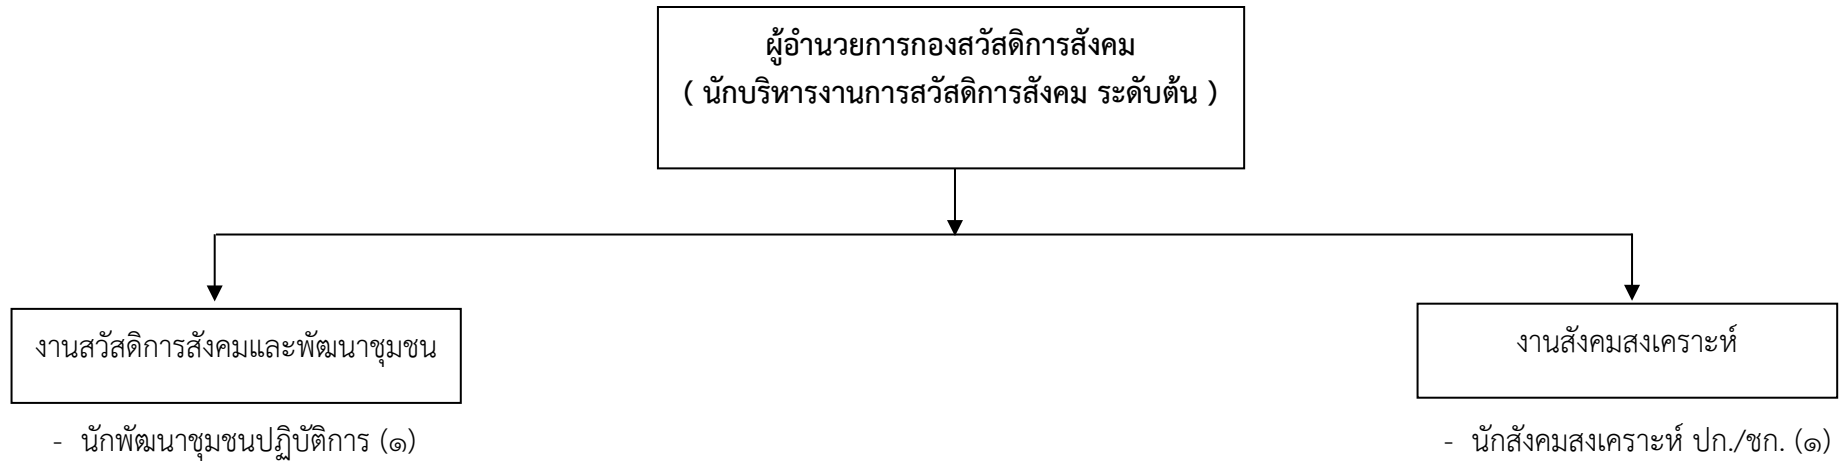 ผู้อำนวยการกองสวัสดิการสังคม
( นักบริหารงานการสวัสดิการสังคม ระดับต้น )
งานสวัสดิการสังคมและพัฒนาชุมชน
งานสังคมสงเคราะห์
- นักพัฒนาชุมชนปฏิบัติการ (๑)
- นักสังคมสงเคราะห์ ปก./ชก. (๑)